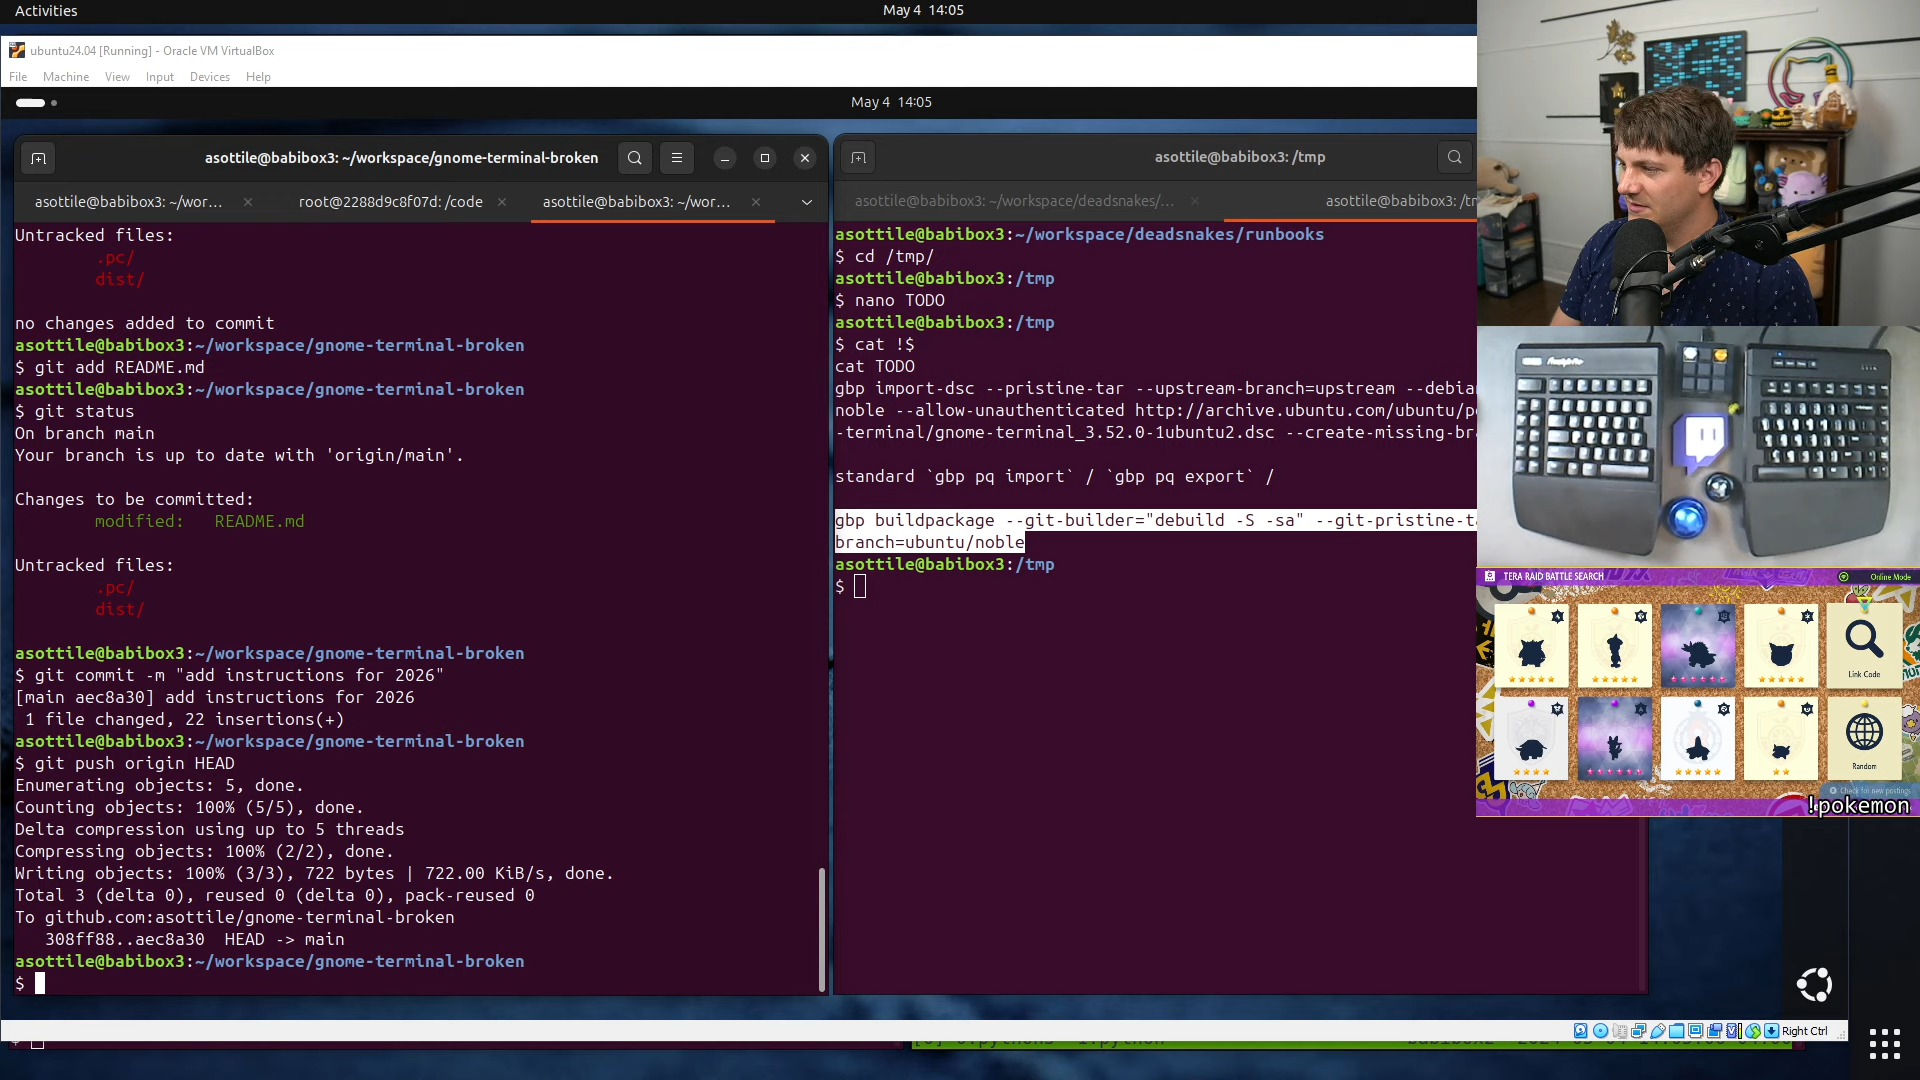 Activities
May 4 14:05
ubuntu24.04 [Running] - Oracle VM VirtualBox
File Machine View Input Devices Help
May 4 14:05
asottile@babibox3: ~/workspace/gnome-terminal-broken
asottile@babibox3: ~/wor...
root@2288d9c8f07d: /code
asottile@babibox3: ~/wor...
Untracked files:
.pc/
dist/
no changes added to commit
asottile@babibox3:~/workspace/gnome-terminal-broken
$ git add README.md
asottile@babibox3:~/workspace/gnome-terminal-broken
$ git status
On branch main
Your branch is up to date with 'origin/main'.
Changes to be committed:
modified:   README.md
Untracked files:
.pc/
dist/
asottile@babibox3:~/workspace/gnome-terminal-broken
$ git commit -m "add instructions for 2026"
[main aec8a30] add instructions for 2026
1 file changed, 22 insertions(+)
asottile@babibox3:~/workspace/gnome-terminal-broken
$ git push origin HEAD
Enumerating objects: 5, done.
Counting objects: 100% (5/5), done.
Delta compression using up to 5 threads
Compressing objects: 100% (2/2), done.
Writing objects: 100% (3/3), 722 bytes | 722.00 KiB/s, done.
Total 3 (delta 0), reused 0 (delta 0), pack-reused 0
To github.com:asottile/gnome-terminal-broken
308ff88..aec8a30  HEAD -> main
asottile@babibox3:~/workspace/gnome-terminal-broken
$
asottile@babibox3: /tmp
asottile@babibox3: ~/workspace/deadsnakes/...
asottile@babibox3: /t
asottile@babibox3:~/workspace/deadsnakes/runbooks
$ cd /tmp/
asottile@babibox3:/tmp
$ nano TODO
asottile@babibox3:/tmp
$ cat !$
cat TODO
gbp import-dsc --pristine-tar --upstream-branch=upstream --debia
noble --allow-unauthenticated http://archive.ubuntu.com/ubuntu/p
-terminal/gnome-terminal_3.52.0-1ubuntu2.dsc --create-missing-br
standard `gbp pq import` / `gbp pq export` /
gbp buildpackage --git-builder="debuild -S -sa" --git-pristine-t
branch=ubuntu/noble
asottile@babibox3:/tmp
$
TERA RAID BATTLE SEARCH
Online Mode
Link Code
Random
Check for new postings
!pokemon
Right Ctrl